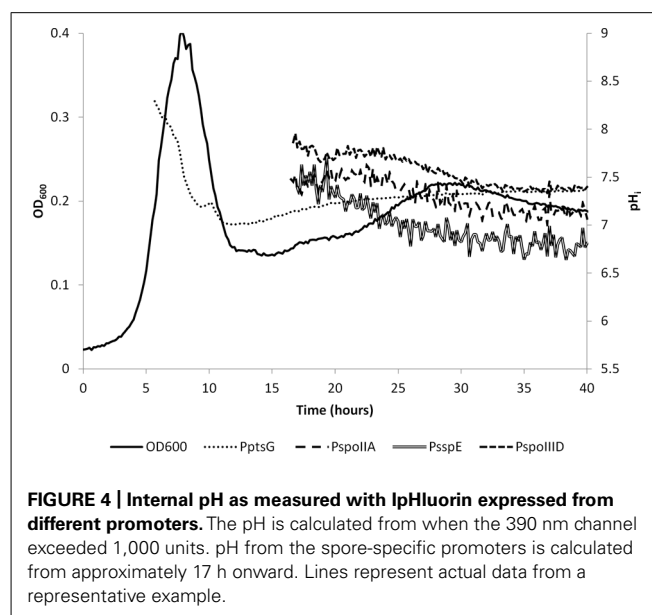 0.4
0.3
0.2
0.1
0
OD600
9
8.5
8
7.5
7
6.5
6
5.5
pHi
0 5 10 15 20 25 30 35 40
Time (hours)
OD600 PptsG PspoIIA PsspE PspoIIID
FIGURE 4 | Internal pH as measured with IpHluorin expressed from
different promoters. The pH is calculated from when the 390 nm channel
exceeded 1,000 units. pH from the spore-specific promoters is calculated
from approximately 17 h onward. Lines represent actual data from a
representative example.